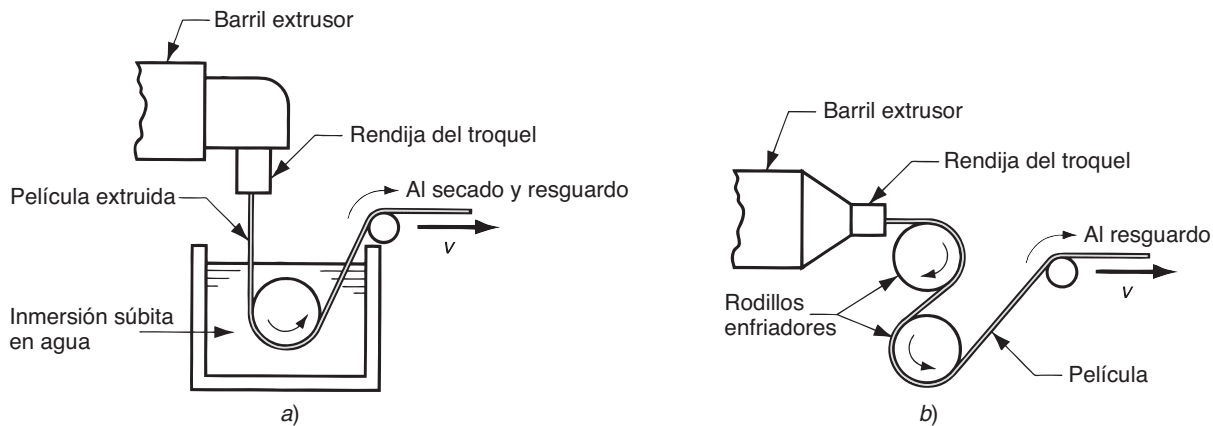 Barril extrusor
Rendija del troquel
Película extruida
Al secado y resguardo
v
Inmersión súbita
en agua
a)
Barril extrusor
Rendija del troquel
Al resguardo
v
Rodillos
enfriadores
Película
b)